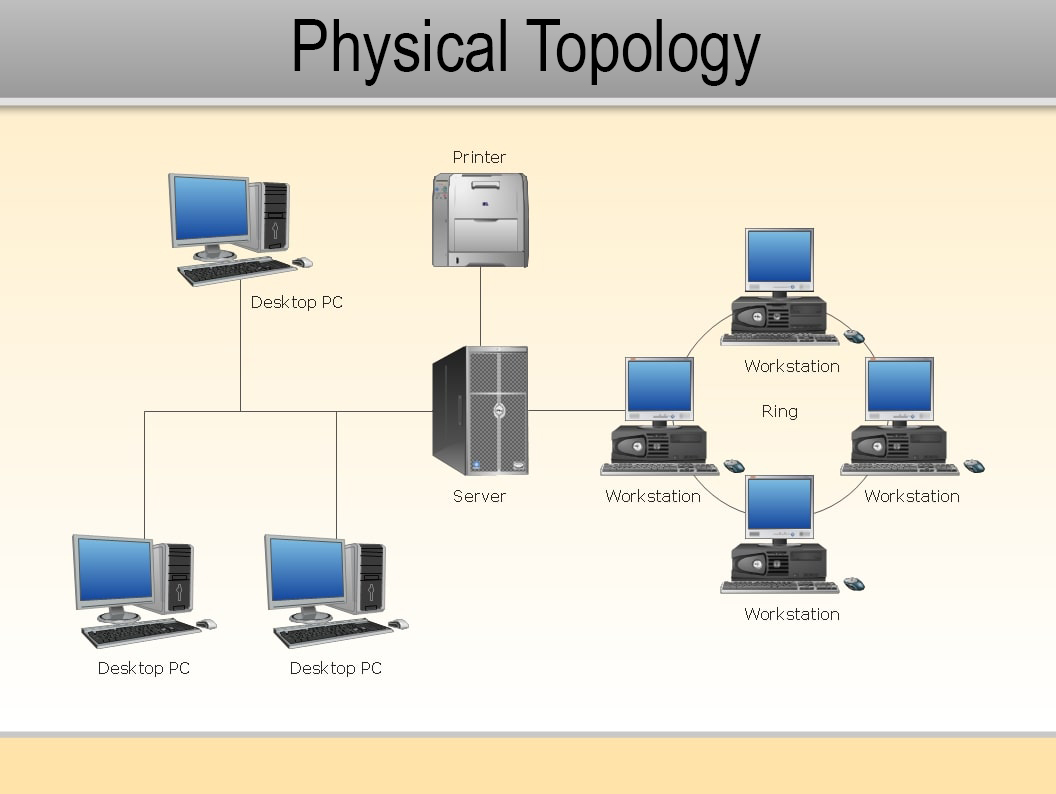 Physical Topology
Printer
Desktop PC
Workstation
Ring
Server
Workstation
Workstation
Workstation
Desktop PC
Desktop PC